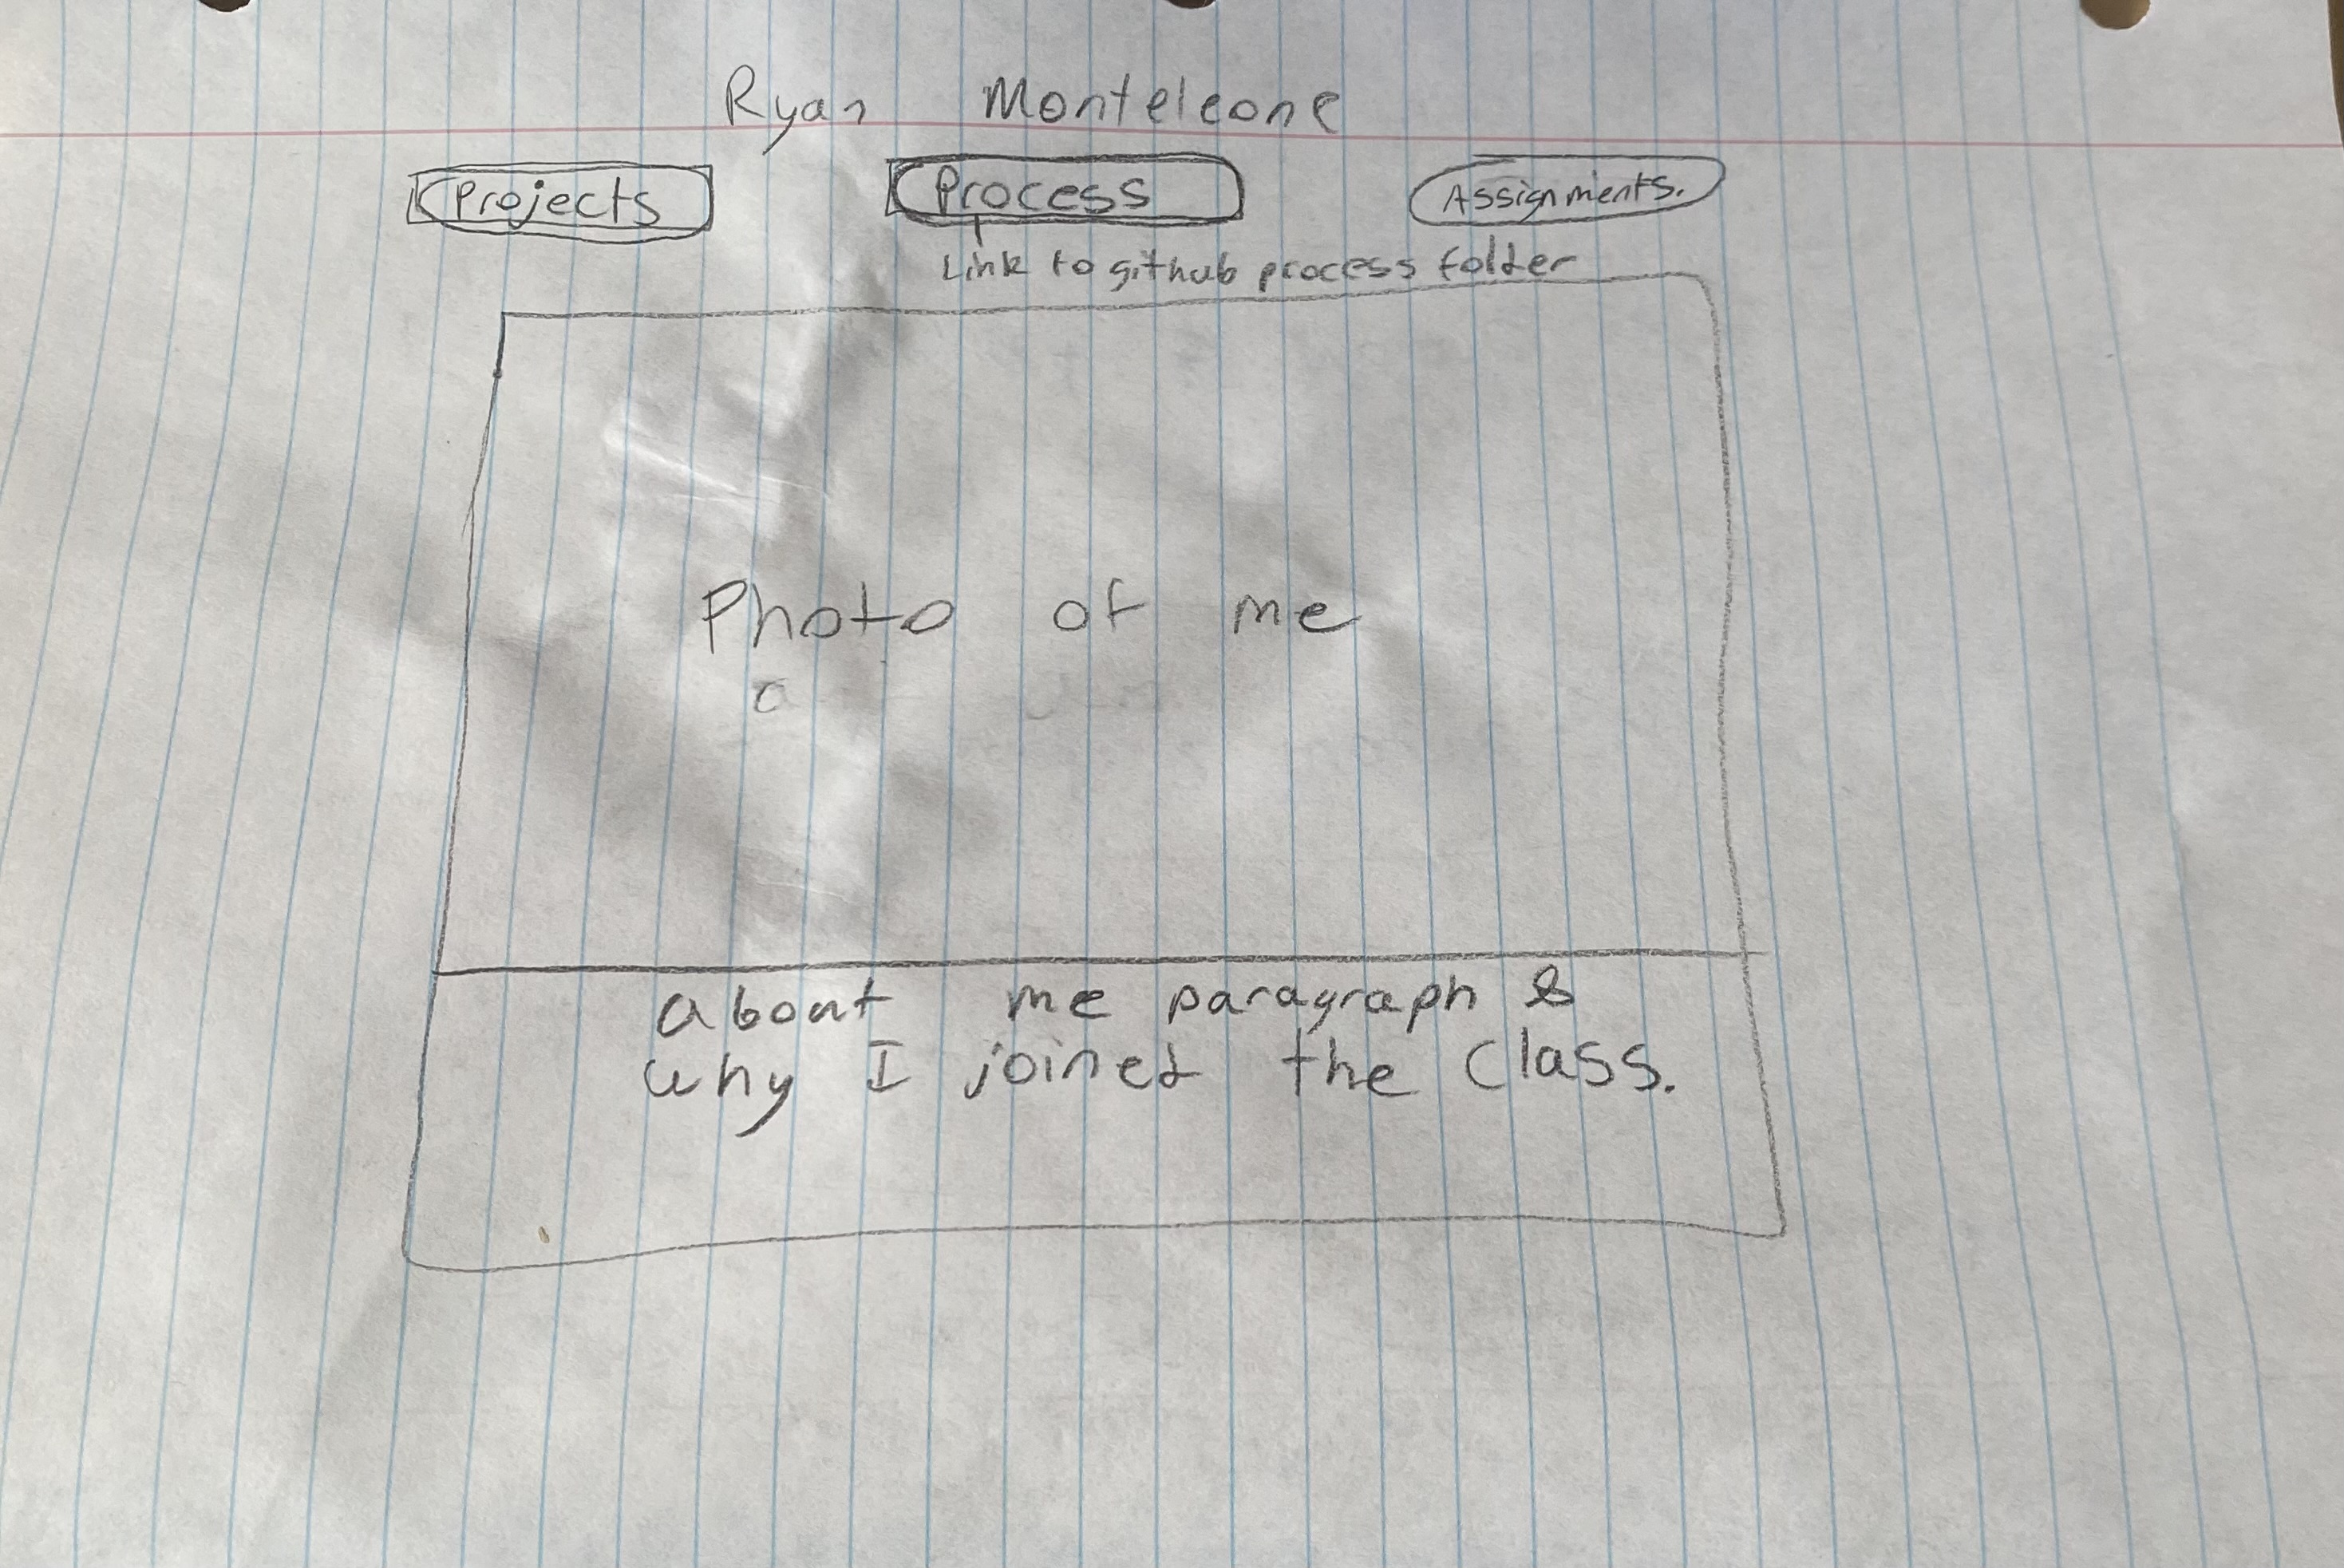 Ryan Monteleone
Projects Process Assignments.
Link to github process folder
Photo of me
about me paragraph &
why I joined the class.